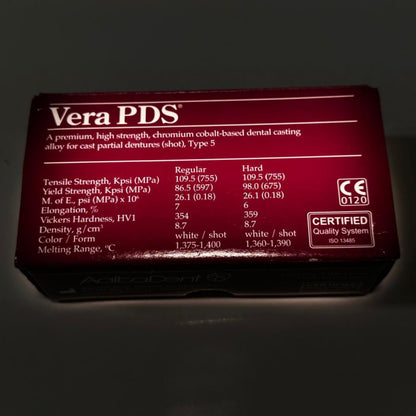 Vera PDS®
A premium, high strength, chromium cobalt-based dental casting
alloy for cast partial dentures (shot), Type 5
Regular Hard
Tensile Strength, Kpsi (MPa) 109.5 (755) 109.5 (755)
Yield Strength, Kpsi (MPa) 86.5 (597) 98.0 (675)
M. of E., psi (MPa) x 10⁶ 26.1 (0.18) 26.1 (0.18)
Elongation, % 7 6
Vickers Hardness, HV1 354 359
Density, g/cm³ 8.7 8.7
Color / Form white / shot white / shot
Melting Range, °C 1,375-1,400 1,360-1,390
CE
0120
CERTIFIED
Quality System
ISO 13485
AalbaDent